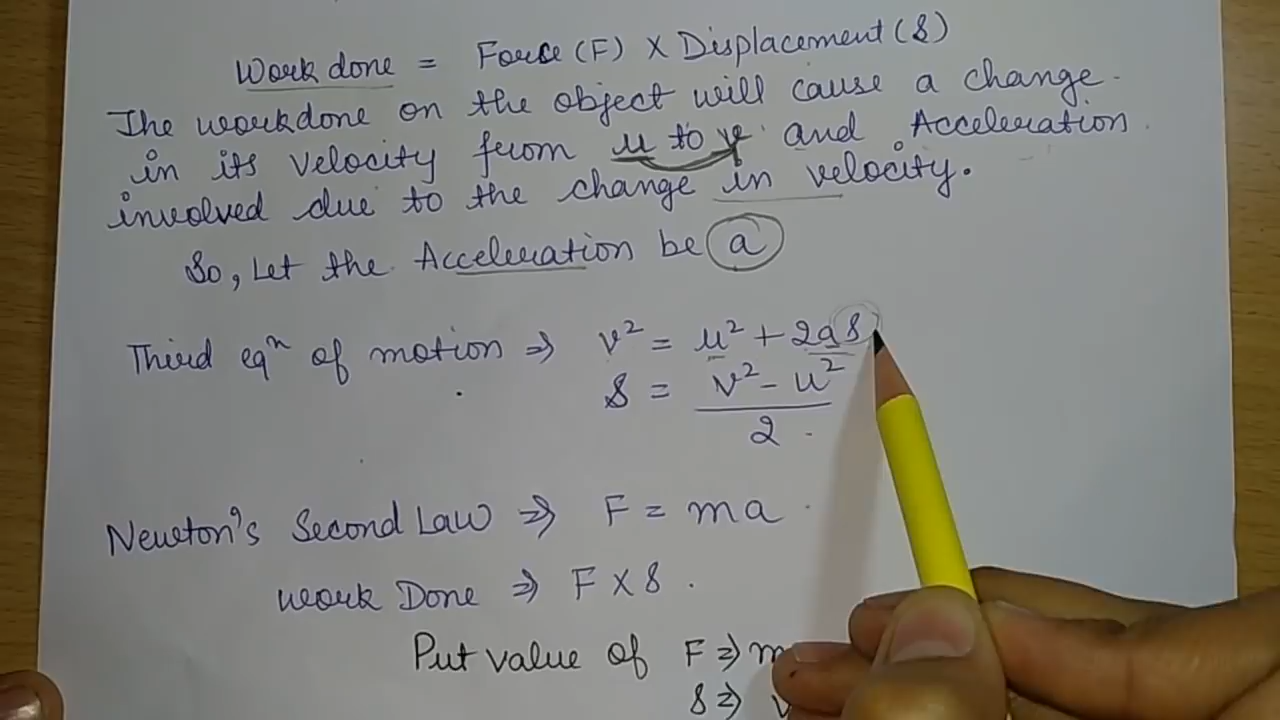 Work done = Force (F) X Displacement (S)
The workdone on the object will cause a change
in its velocity from u to v and Acceleration
involved due to the change in velocity.
So, Let the Acceleration be a
Third eqⁿ of motion ⇒ v² = u² + 2as
S = v² - u² / 2
Newton's Second Law ⇒ F = ma
Work Done ⇒ F X S.
Put value of F ⇒ m
S ⇒ v